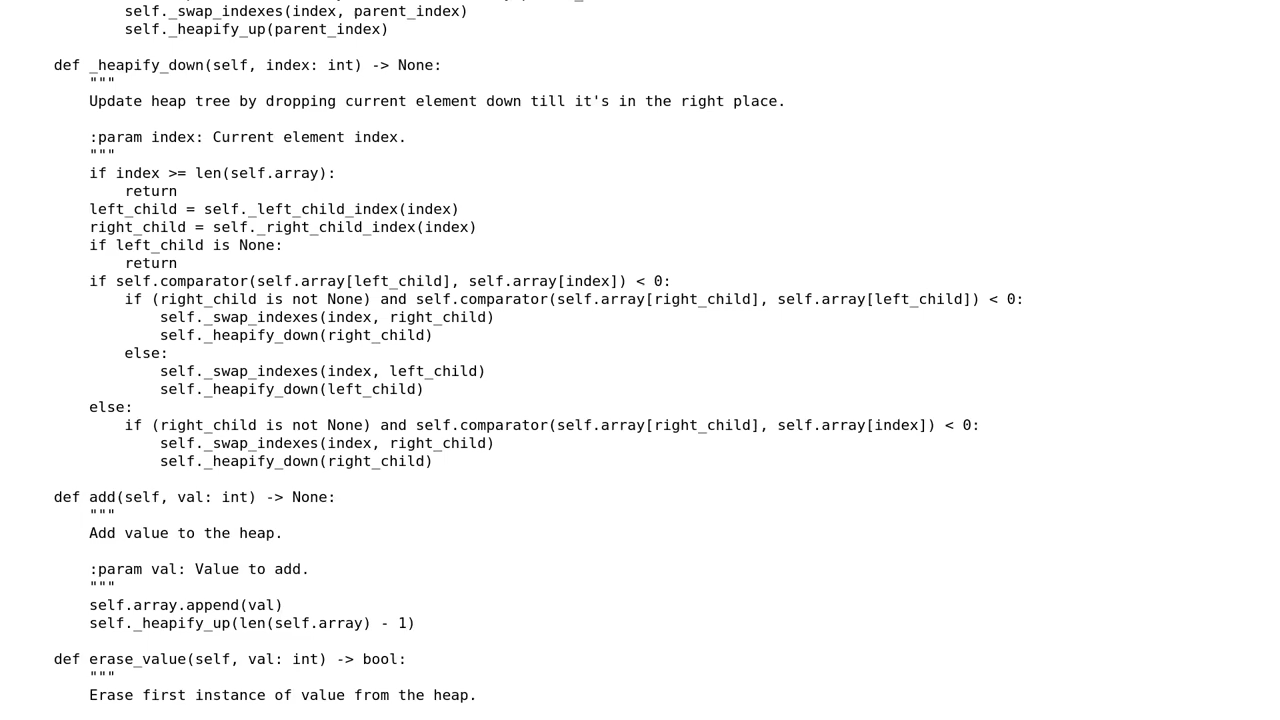 self._swap_indexes(index, parent_index)
            self._heapify_up(parent_index)

    def _heapify_down(self, index: int) -> None:
        """
        Update heap tree by dropping current element down till it's in the right place.

        :param index: Current element index.
        """
        if index >= len(self.array):
            return
        left_child = self._left_child_index(index)
        right_child = self._right_child_index(index)
        if left_child is None:
            return
        if self.comparator(self.array[left_child], self.array[index]) < 0:
            if (right_child is not None) and self.comparator(self.array[right_child], self.array[left_child]) < 0:
                self._swap_indexes(index, right_child)
                self._heapify_down(right_child)
            else:
                self._swap_indexes(index, left_child)
                self._heapify_down(left_child)
        else:
            if (right_child is not None) and self.comparator(self.array[right_child], self.array[index]) < 0:
                self._swap_indexes(index, right_child)
                self._heapify_down(right_child)

    def add(self, val: int) -> None:
        """
        Add value to the heap.

        :param val: Value to add.
        """
        self.array.append(val)
        self._heapify_up(len(self.array) - 1)

    def erase_value(self, val: int) -> bool:
        """
        Erase first instance of value from the heap.